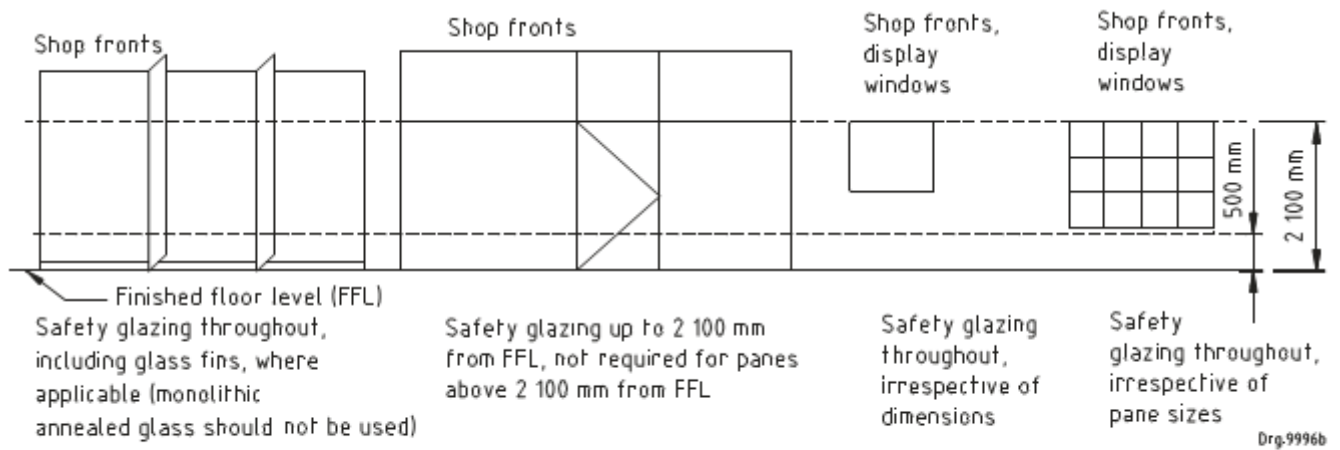 Shop fronts
Shop fronts
Shop fronts,
display
windows
Shop fronts,
display
windows
500 mm
2 100 mm
Finished floor level (FFL)
Safety glazing throughout,
including glass fins, where
applicable (monolithic
annealed glass should not be used)
Safety glazing up to 2 100 mm
from FFL, not required for panes
above 2 100 mm from FFL
Safety glazing
throughout,
irrespective of
dimensions
Safety
glazing throughout,
irrespective of
pane sizes
Drg.9996b